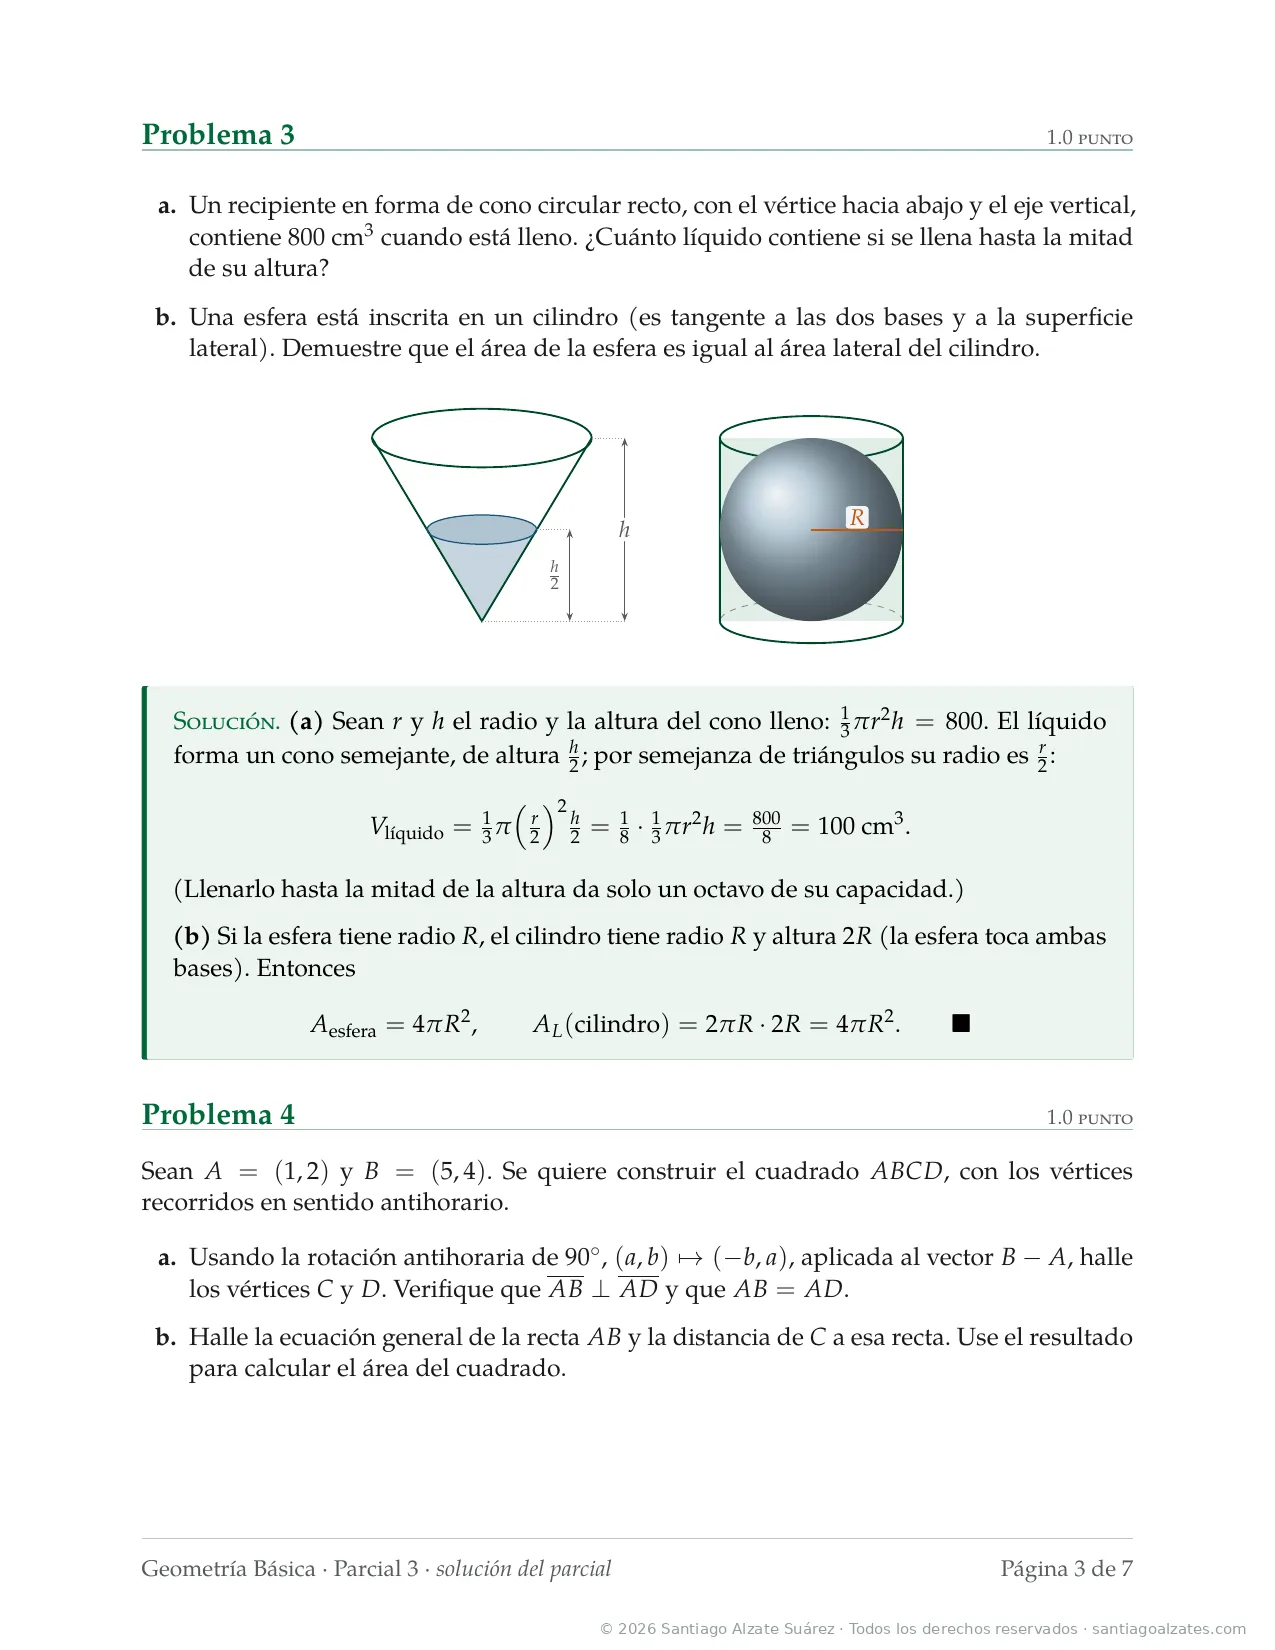 Problema 3 1.0 PUNTO
a. Un recipiente en forma de cono circular recto, con el vértice hacia abajo y el eje vertical,
contiene 800 cm³ cuando está lleno. ¿Cuánto líquido contiene si se llena hasta la mitad
de su altura?
b. Una esfera está inscrita en un cilindro (es tangente a las dos bases y a la superficie
lateral). Demuestre que el área de la esfera es igual al área lateral del cilindro.
R
h
h/2
SOLUCIÓN. (a) Sean r y h el radio y la altura del cono lleno: 1/3 πr²h = 800. El líquido
forma un cono semejante, de altura h/2; por semejanza de triángulos su radio es r/2:
V_líquido = 1/3 π(r/2)² h/2 = 1/8 · 1/3 πr²h = 800/8 = 100 cm³.
(Llenarlo hasta la mitad de la altura da solo un octavo de su capacidad.)
(b) Si la esfera tiene radio R, el cilindro tiene radio R y altura 2R (la esfera toca ambas
bases). Entonces
A_esfera = 4πR², A_L(cilindro) = 2πR · 2R = 4πR². ■
Problema 4 1.0 PUNTO
Sean A = (1, 2) y B = (5, 4). Se quiere construir el cuadrado ABCD, con los vértices
recorridos en sentido antihorario.
a. Usando la rotación antihoraria de 90°, (a, b) ↦ (−b, a), aplicada al vector B − A, halle
los vértices C y D. Verifique que A̅B̅ ⊥ A̅D̅ y que AB = AD.
b. Halle la ecuación general de la recta AB y la distancia de C a esa recta. Use el resultado
para calcular el área del cuadrado.
Geometría Básica · Parcial 3 · solución del parcial Página 3 de 7
© 2026 Santiago Alzate Suárez · Todos los derechos reservados · santiagoalzates.com